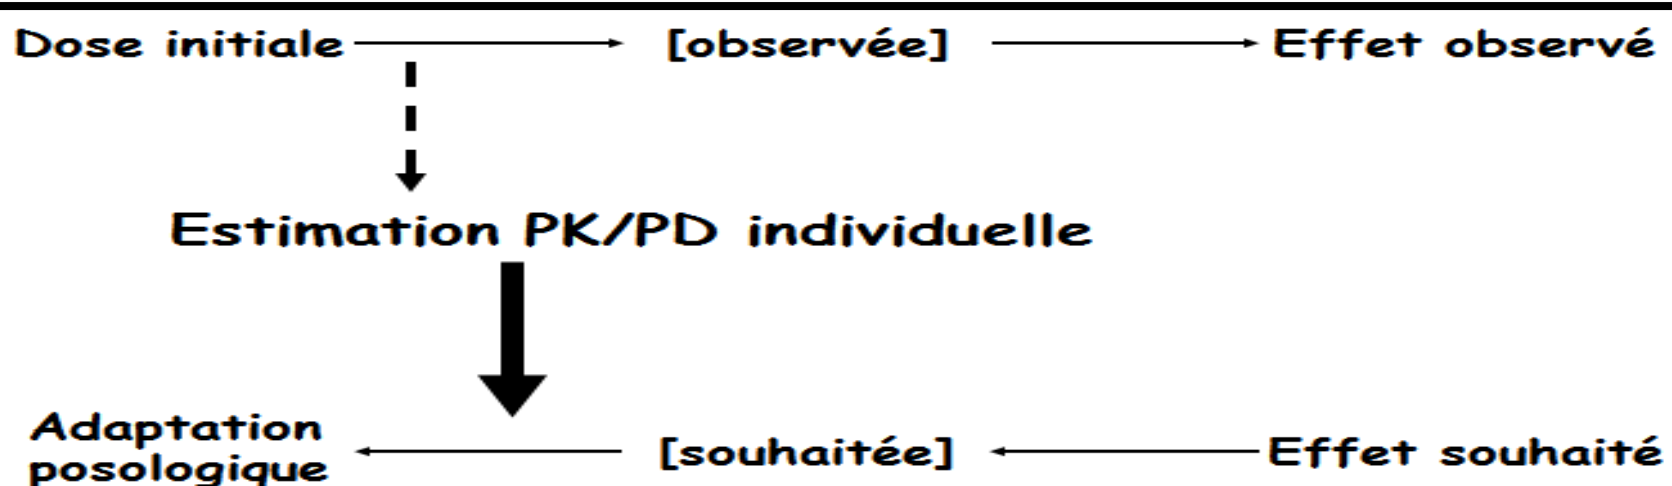 Dose initiale [observée] Effet observé
Estimation PK/PD individuelle
Adaptation
posologique [souhaitée] Effet souhaité